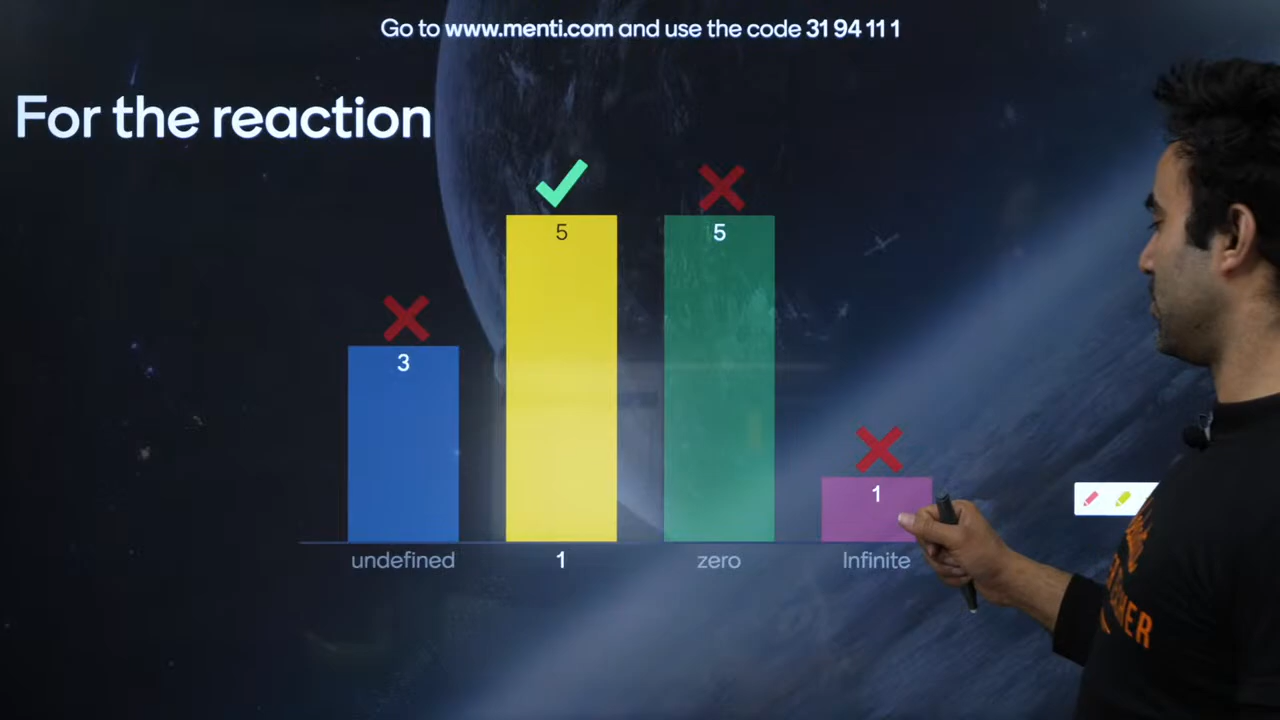 Go to www.menti.com and use the code 31 94 11 1
For the reaction
5
5
3
1
undefined
1
zero
Infinite